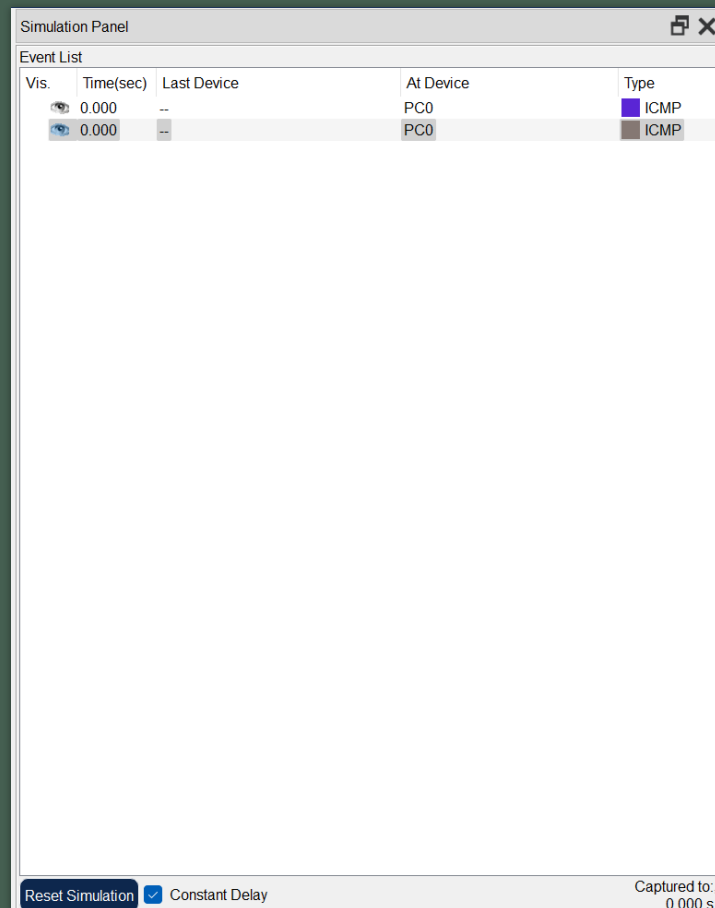 Simulation Panel
Event List
Vis. Time(sec) Last Device At Device Type
0.000 -- PC0 ICMP
0.000 -- PC0 ICMP
Reset Simulation Constant Delay Captured to:
0.000 s